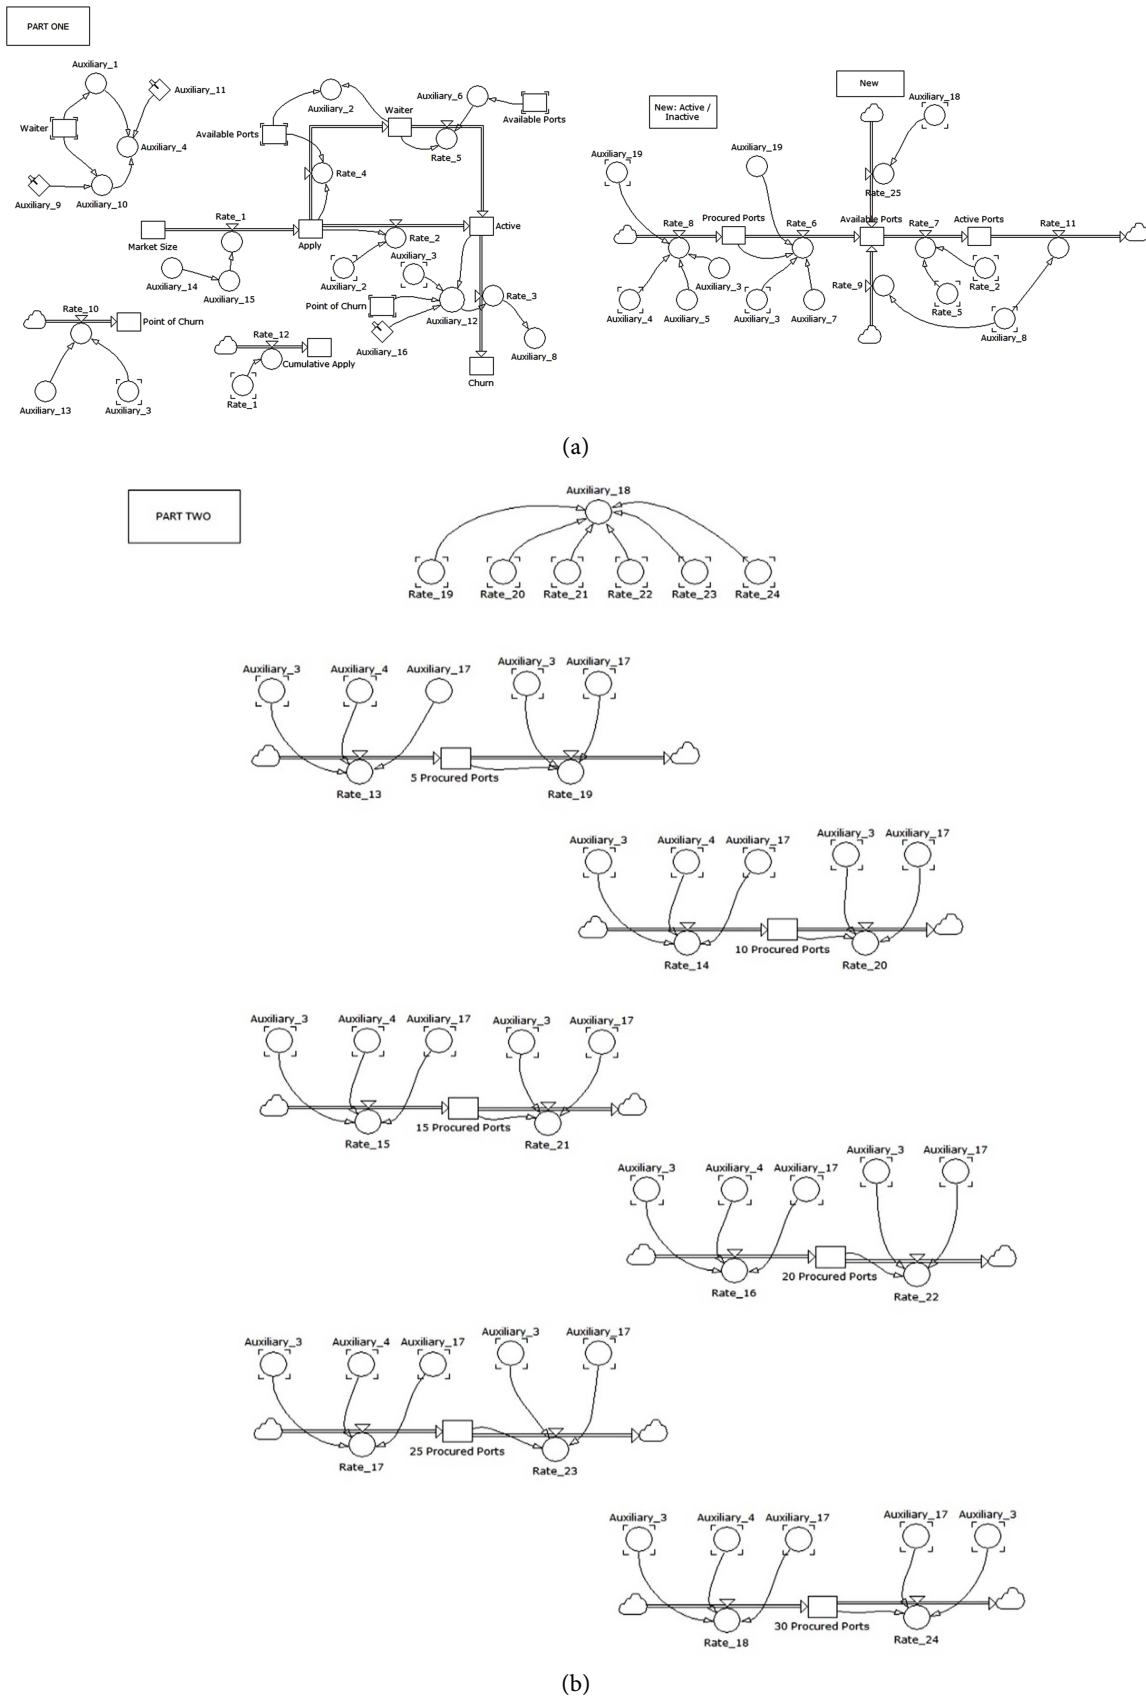 PART ONE
Auxiliary_1
Auxiliary_11
Waiter
Auxiliary_4
Auxiliary_9
Auxiliary_10
Auxiliary_2
Available Ports
Waiter
Auxiliary_6
Available Ports
Rate_5
Rate_4
Rate_1
Market Size
Apply
Rate_2
Active
Auxiliary_14
Auxiliary_15
Auxiliary_2
Auxiliary_3
Point of Churn
Auxiliary_12
Rate_3
Auxiliary_16
Auxiliary_8
Churn
Rate_10
Point of Churn
Auxiliary_13
Auxiliary_3
Rate_12
Cumulative Apply
Rate_1
New: Active /
Inactive
New
Auxiliary_18
Auxiliary_19
Auxiliary_19
Rate_25
Rate_8
Procured Ports
Rate_6
Available Ports
Rate_7
Active Ports
Rate_11
Auxiliary_3
Rate_9
Rate_2
Rate_5
Auxiliary_4
Auxiliary_5
Auxiliary_3
Auxiliary_7
Auxiliary_8
(a)
PART TWO
Auxiliary_18
Rate_19
Rate_20
Rate_21
Rate_22
Rate_23
Rate_24
Auxiliary_3
Auxiliary_4
Auxiliary_17
Auxiliary_3
Auxiliary_17
5 Procured Ports
Rate_13
Rate_19
Auxiliary_3
Auxiliary_4
Auxiliary_17
Auxiliary_3
Auxiliary_17
10 Procured Ports
Rate_14
Rate_20
Auxiliary_3
Auxiliary_4
Auxiliary_17
Auxiliary_3
Auxiliary_17
15 Procured Ports
Rate_15
Rate_21
Auxiliary_3
Auxiliary_4
Auxiliary_17
Auxiliary_3
Auxiliary_17
20 Procured Ports
Rate_16
Rate_22
Auxiliary_3
Auxiliary_4
Auxiliary_17
Auxiliary_3
Auxiliary_17
25 Procured Ports
Rate_17
Rate_23
Auxiliary_3
Auxiliary_4
Auxiliary_17
Auxiliary_17
Auxiliary_3
30 Procured Ports
Rate_18
Rate_24
(b)